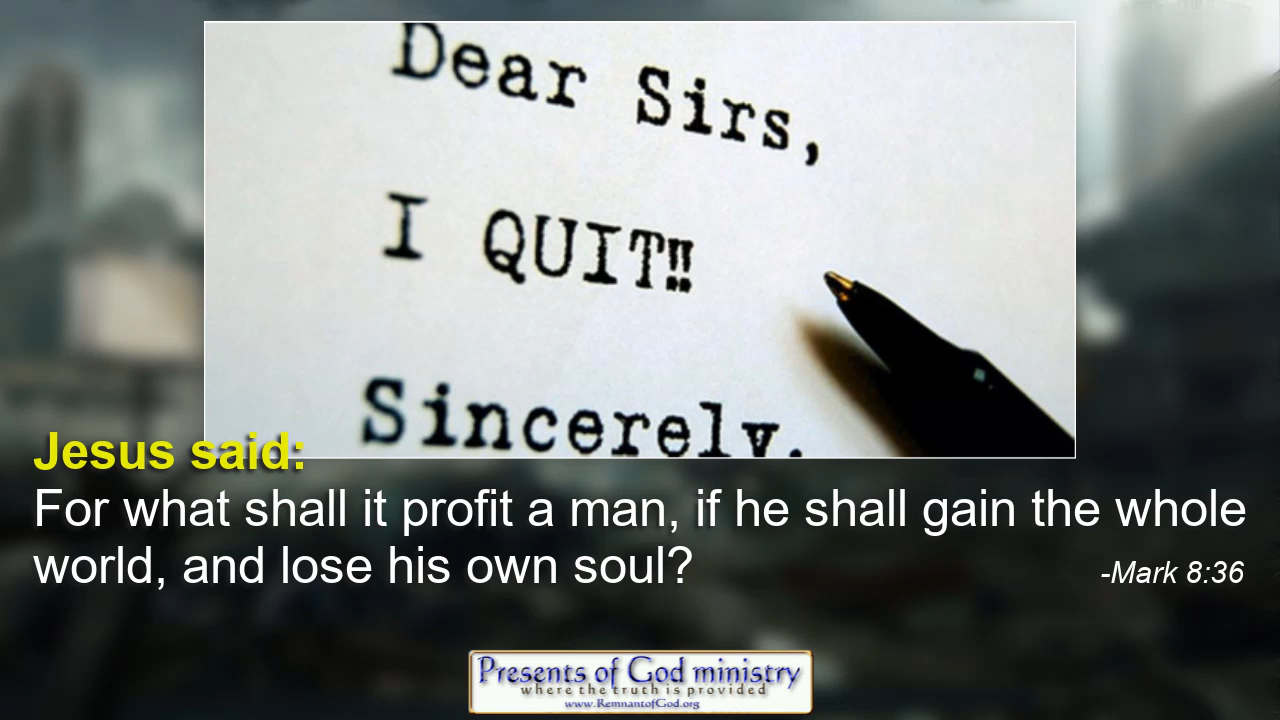 Dear Sirs,
I QUIT!!
Sincerely,
Jesus said:
For what shall it profit a man, if he shall gain the whole
world, and lose his own soul?
-Mark 8:36
Presents of God ministry
where the truth is provided
www.RemnantofGod.org